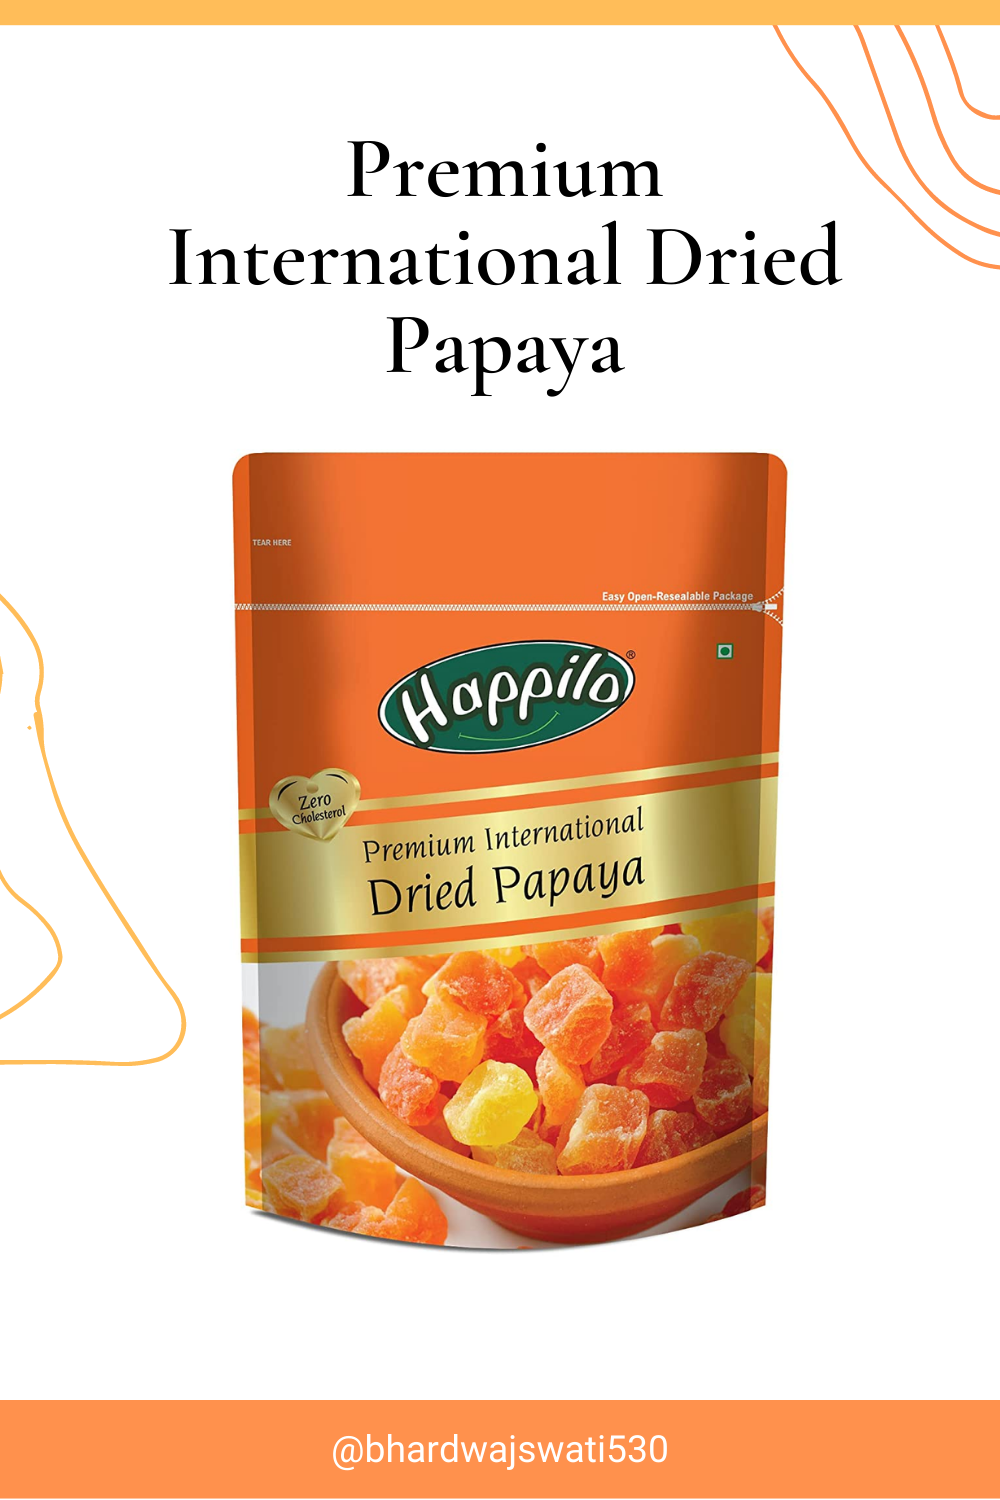 Premium
International Dried
Papaya
TEAR HERE
Easy Open-Resealable Package
Happilo®
Zero
Cholesterol
Premium International
Dried Papaya
@bhardwajswati530